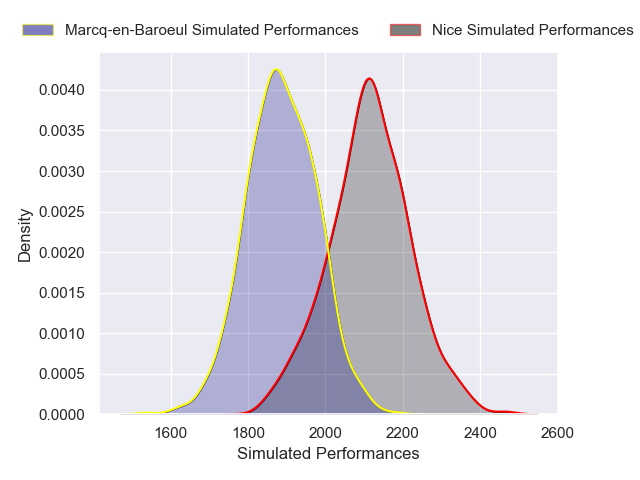 Marcq-en-Baroeul Simulated Performances Nice Simulated Performances
0.0040
0.0035
0.0030
0.0025
0.0020
0.0015
0.0010
0.0005
0.0000
Density
1600 1800 2000 2200 2400 2600
Simulated Performances